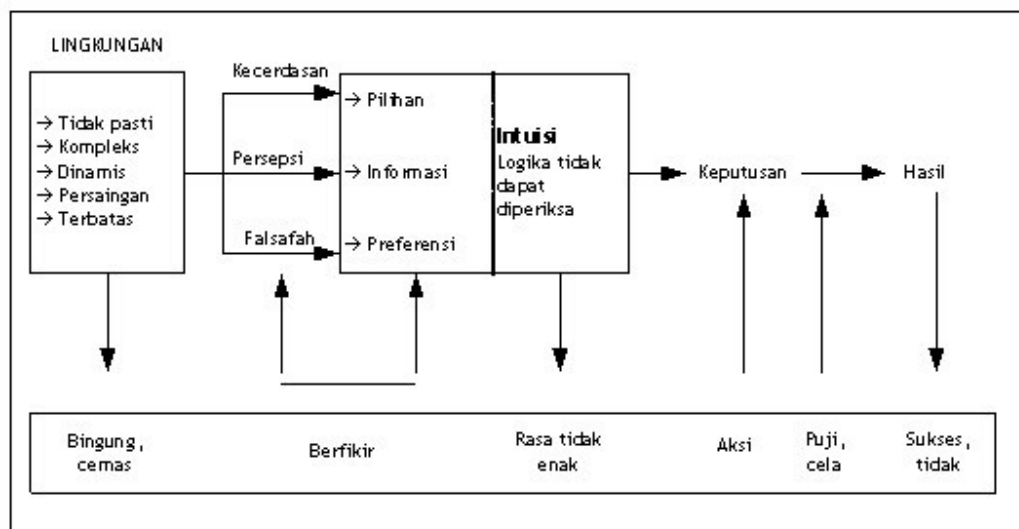 LINGKUNGAN
→ Tidak pasti
→ Kompleks
→ Dinamis
→ Persaingan
→ Terbatas
Kecerdasan
Persepsi
Falsafah
→ Pilihan
→ Informasi
→ Preferensi
Intuisi
Logika tidak
dapat
diperiksa
Keputusan
Hasil
Bingung,
cemas
Berfikir
Rasa tidak
enak
Aksi
Puji,
cela
Sukses,
tidak